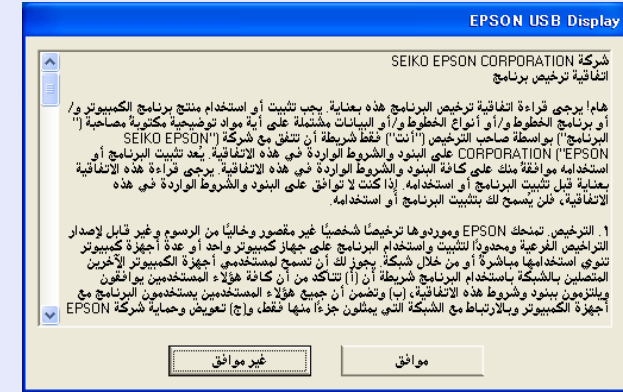 EPSON USB Display
شركة SEIKO EPSON CORPORATION
اتفاقية ترخيص برنامج
هام! يرجى قراءة اتفاقية ترخيص البرنامج هذه بعناية. يجب تثبيت أو استخدام منتج برنامج الكمبيوتر و/
أو برنامج الخطوط و/أو أنواع الخطوط و/أو البيانات مشتملة على أية مواد توضيحية مكتوبة مصاحبة ("
البرنامج") بواسطة صاحب الترخيص ("أنت") فقط شريطة أن تتفق مع شركة SEIKO EPSON"
CORPORATION ("EPSON على البنود والشروط الواردة في هذه الاتفاقية. يُعد تثبيت البرنامج أو
استخدامه موافقةً منك على كافة البنود والشروط الواردة في هذه الاتفاقية. يرجى قراءة هذه الاتفاقية
بعناية قبل تثبيت البرنامج أو استخدامه. إذا كنت لا توافق على البنود والشروط الواردة في هذه
الاتفاقية، فلن يُسمح لك بتثبيت البرنامج أو استخدامه.
١. الترخيص. تمنحك EPSON وموردوها ترخيصًا شخصيًا غير مقصور وخاليًا من الرسوم وغير قابل لإصدار
التراخيص الفرعية ومحدودًا لتثبيت واستخدام البرنامج على جهاز كمبيوتر واحد أو عدة أجهزة كمبيوتر
تنوي استخدامها مباشرةً أو من خلال شبكة. يجوز لك أن تسمح لمستخدمي أجهزة الكمبيوتر الآخرين
المتصلين بالشبكة باستخدام البرنامج شريطة أن (أ) تتأكد من أن كافة هؤلاء المستخدمين يوافقون
ويلتزمون ببنود وشروط هذه الاتفاقية، (ب) وتضمن أن جميع هؤلاء المستخدمين يستخدمون البرنامج مع
أجهزة الكمبيوتر وبالارتباط مع الشبكة التي يمثلون جزءًا منها فقط، و(ج) تعويض وحماية شركة EPSON
موافق
غير موافق